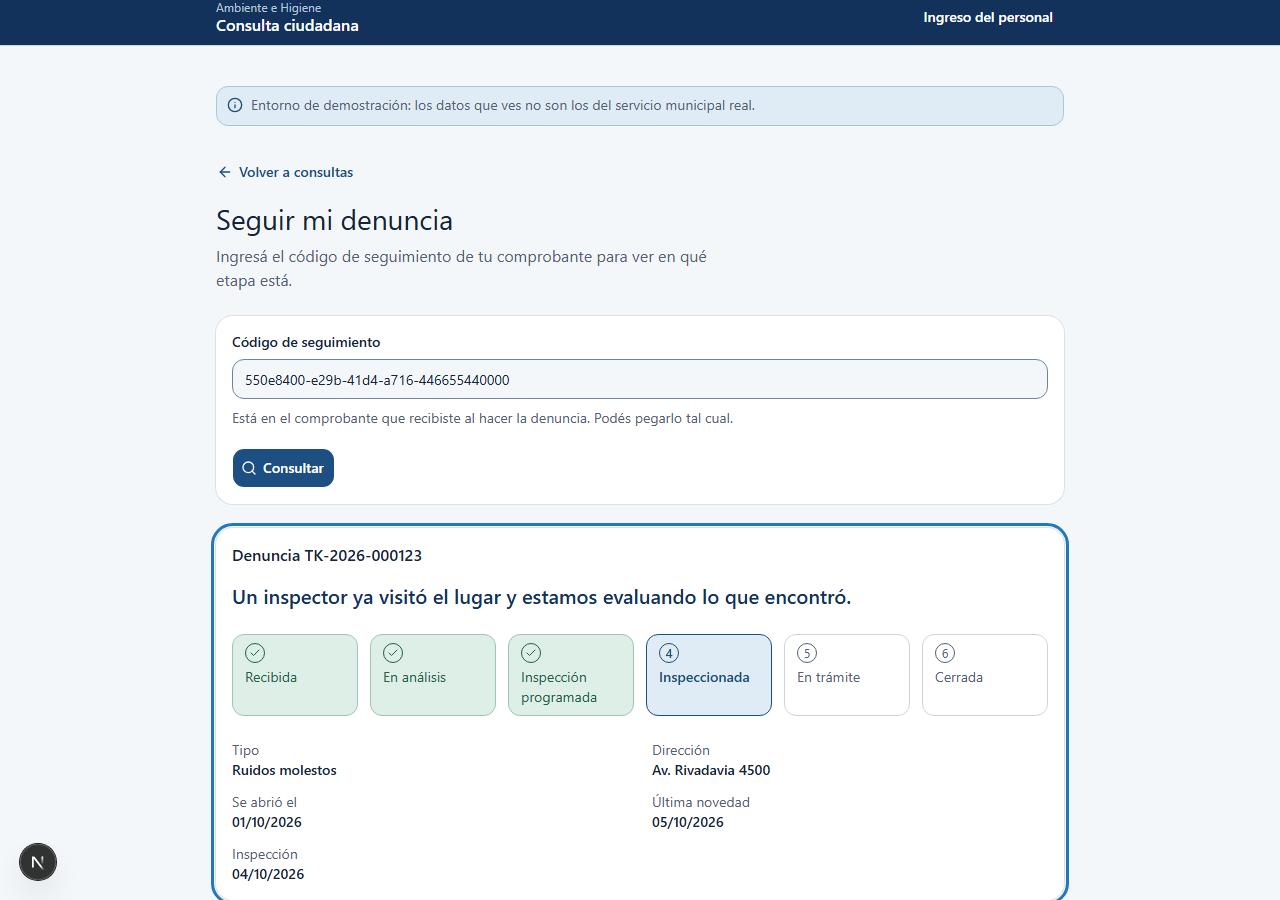 Ambiente e Higiene
Consulta ciudadana
Ingreso del personal
Entorno de demostración: los datos que ves no son los del servicio municipal real.
Volver a consultas
Seguir mi denuncia
Ingresá el código de seguimiento de tu comprobante para ver en qué
etapa está.
Código de seguimiento
550e8400-e29b-41d4-a716-446655440000
Está en el comprobante que recibiste al hacer la denuncia. Podés pegarlo tal cual.
Consultar
Denuncia TK-2026-000123
Un inspector ya visitó el lugar y estamos evaluando lo que encontró.
Recibida
En análisis
Inspección
programada
4
Inspeccionada
5
En trámite
6
Cerrada
Tipo
Ruidos molestos
Dirección
Av. Rivadavia 4500
Se abrió el
01/10/2026
Última novedad
05/10/2026
Inspección
04/10/2026
N